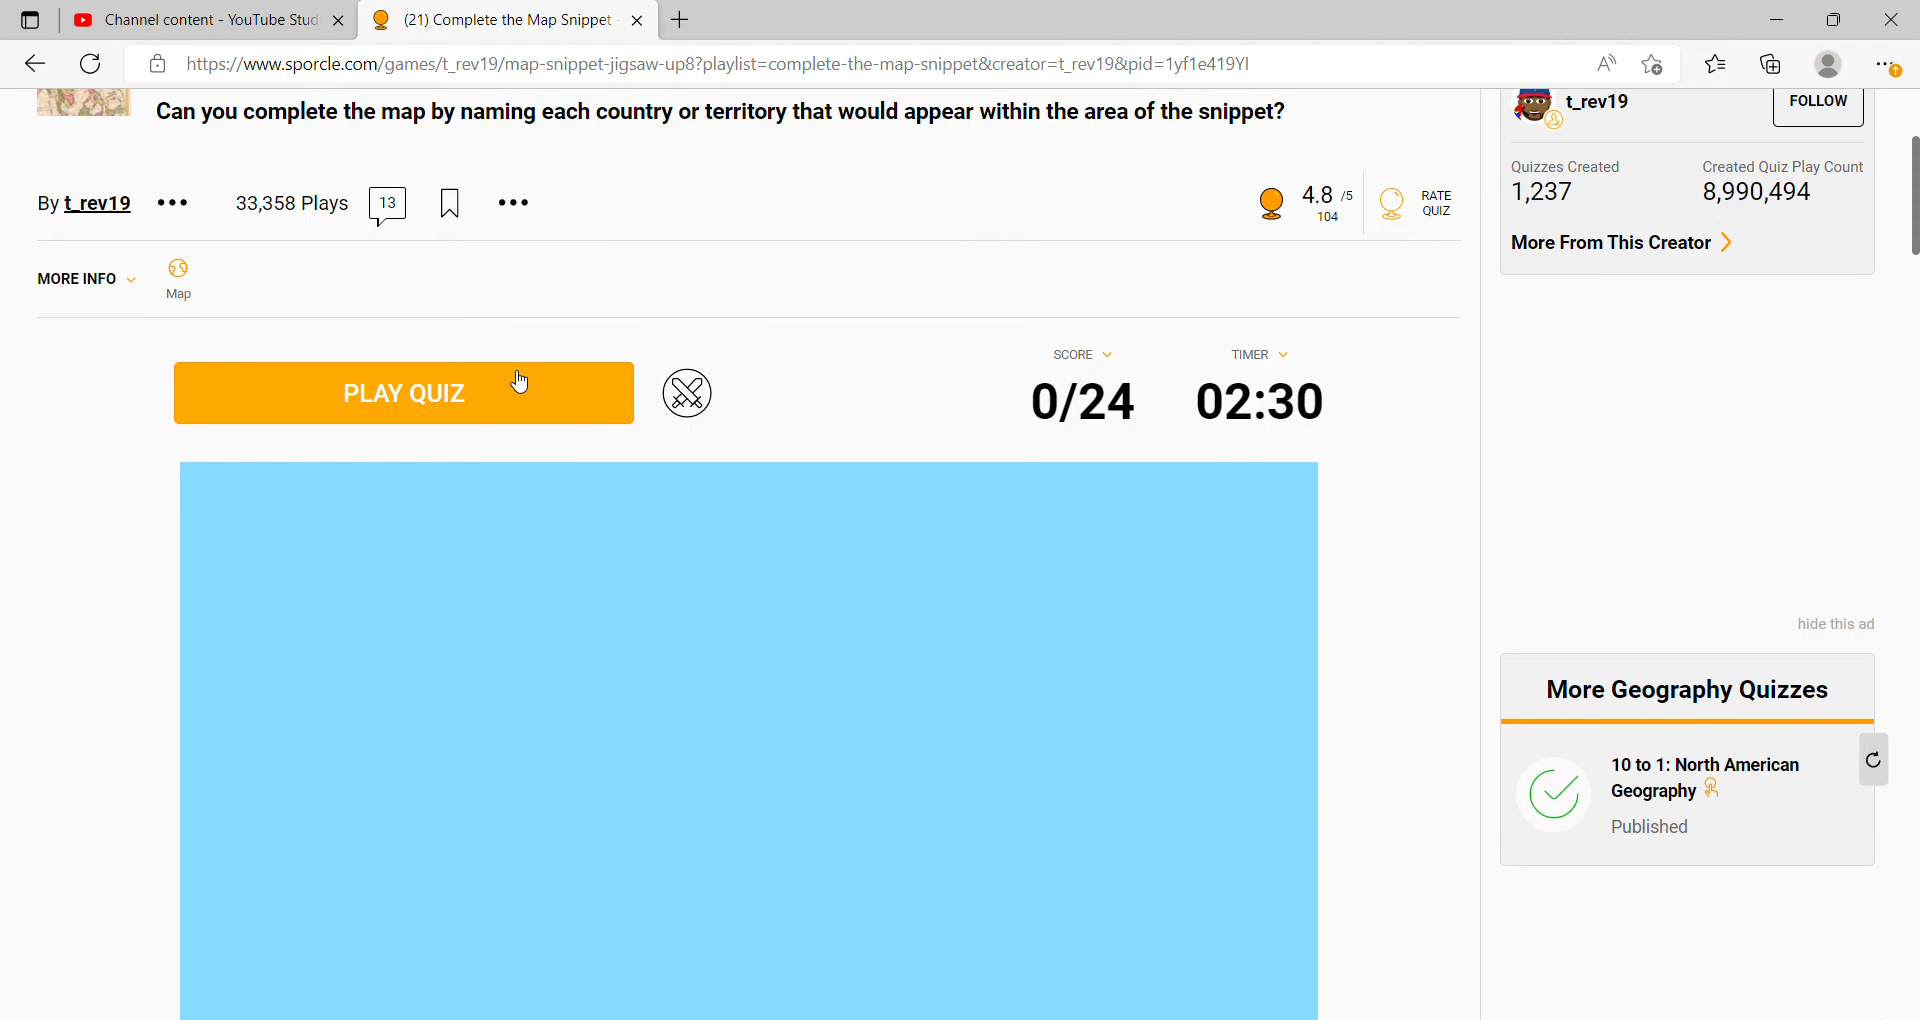 Channel content - YouTube Stud
(21) Complete the Map Snippet
https://www.sporcle.com/games/t_rev19/map-snippet-jigsaw-up8?playlist=complete-the-map-snippet&creator=t_rev19&pid=1yf1e419YI
Can you complete the map by naming each country or territory that would appear within the area of the snippet?
t_rev19
FOLLOW
Quizzes Created
Created Quiz Play Count
1,237
8,990,494
More From This Creator
By t_rev19
33,358 Plays
13
4.8 /5
104
RATE
QUIZ
MORE INFO
Map
PLAY QUIZ
SCORE
TIMER
0/24
02:30
hide this ad
More Geography Quizzes
10 to 1: North American
Geography
Published